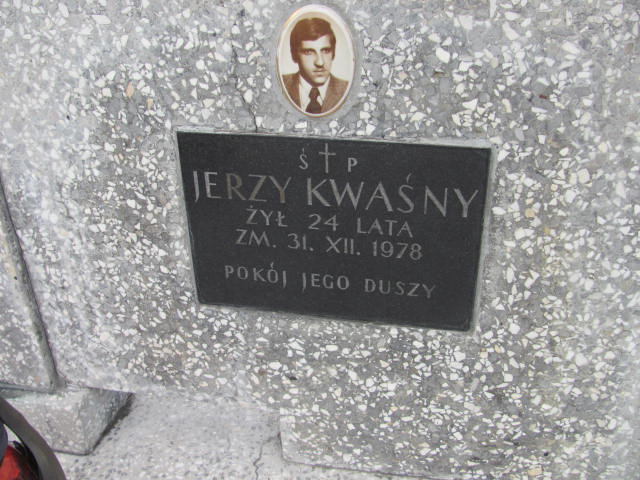 Ś P
JERZY KWAŚNY
ŻYŁ 24 LATA
ZM. 31. XII. 1978
POKÓJ JEGO DUSZY